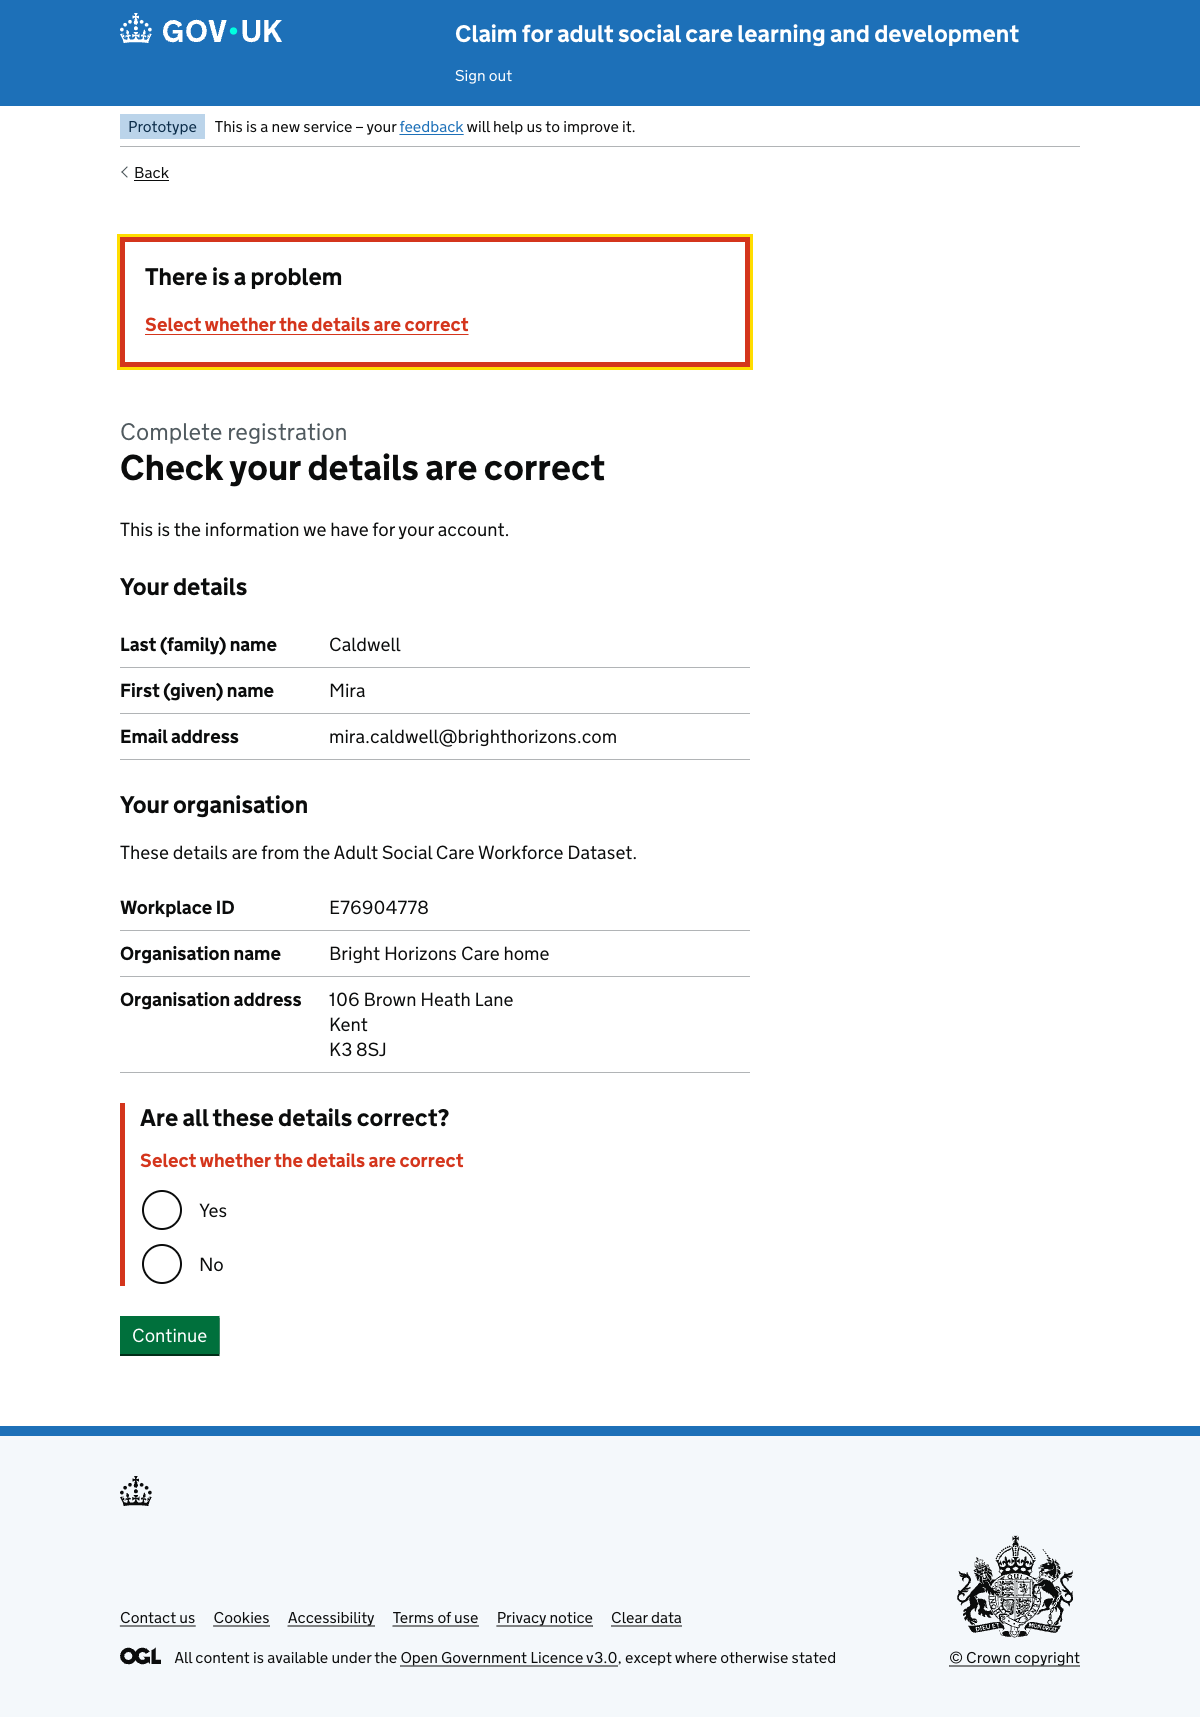 GOV·UK
Claim for adult social care learning and development
Sign out
Prototype This is a new service – your feedback will help us to improve it.
Back
There is a problem
Select whether the details are correct
Complete registration
Check your details are correct
This is the information we have for your account.
Your details
Last (family) name Caldwell
First (given) name Mira
Email address mira.caldwell@brighthorizons.com
Your organisation
These details are from the Adult Social Care Workforce Dataset.
Workplace ID E76904778
Organisation name Bright Horizons Care home
Organisation address 106 Brown Heath Lane
Kent
K3 8SJ
Are all these details correct?
Select whether the details are correct
Yes
No
Continue
Contact us Cookies Accessibility Terms of use Privacy notice Clear data
OGL All content is available under the Open Government Licence v3.0, except where otherwise stated
© Crown copyright